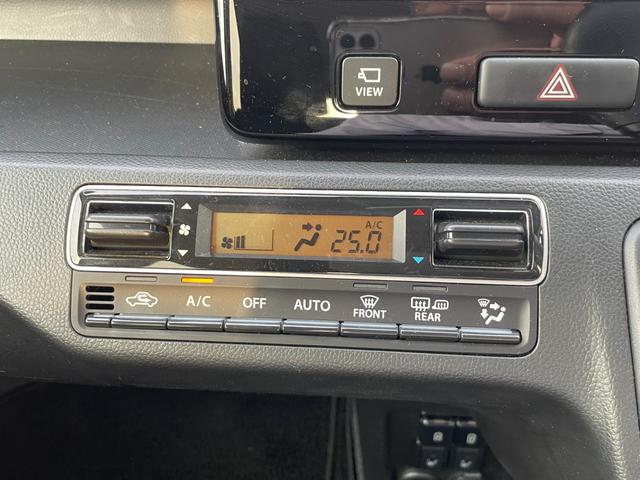 VIEW
A/C
25.0
A/C OFF AUTO FRONT REAR